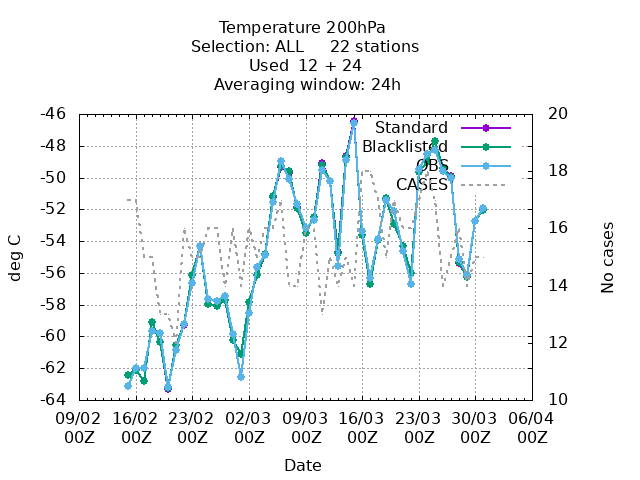 Temperature 200hPa
Selection: ALL 22 stations
Used 12 + 24
Averaging window: 24h
-46
-48
-50
-52
-54
-56
-58
-60
-62
-64
deg C
20
18
16
14
12
10
No cases
Standard
Blacklisted
OBS
CASES
09/02 16/02 23/02 02/03 09/03 16/03 23/03 30/03 06/04
00Z 00Z 00Z 00Z 00Z 00Z 00Z 00Z 00Z
Date